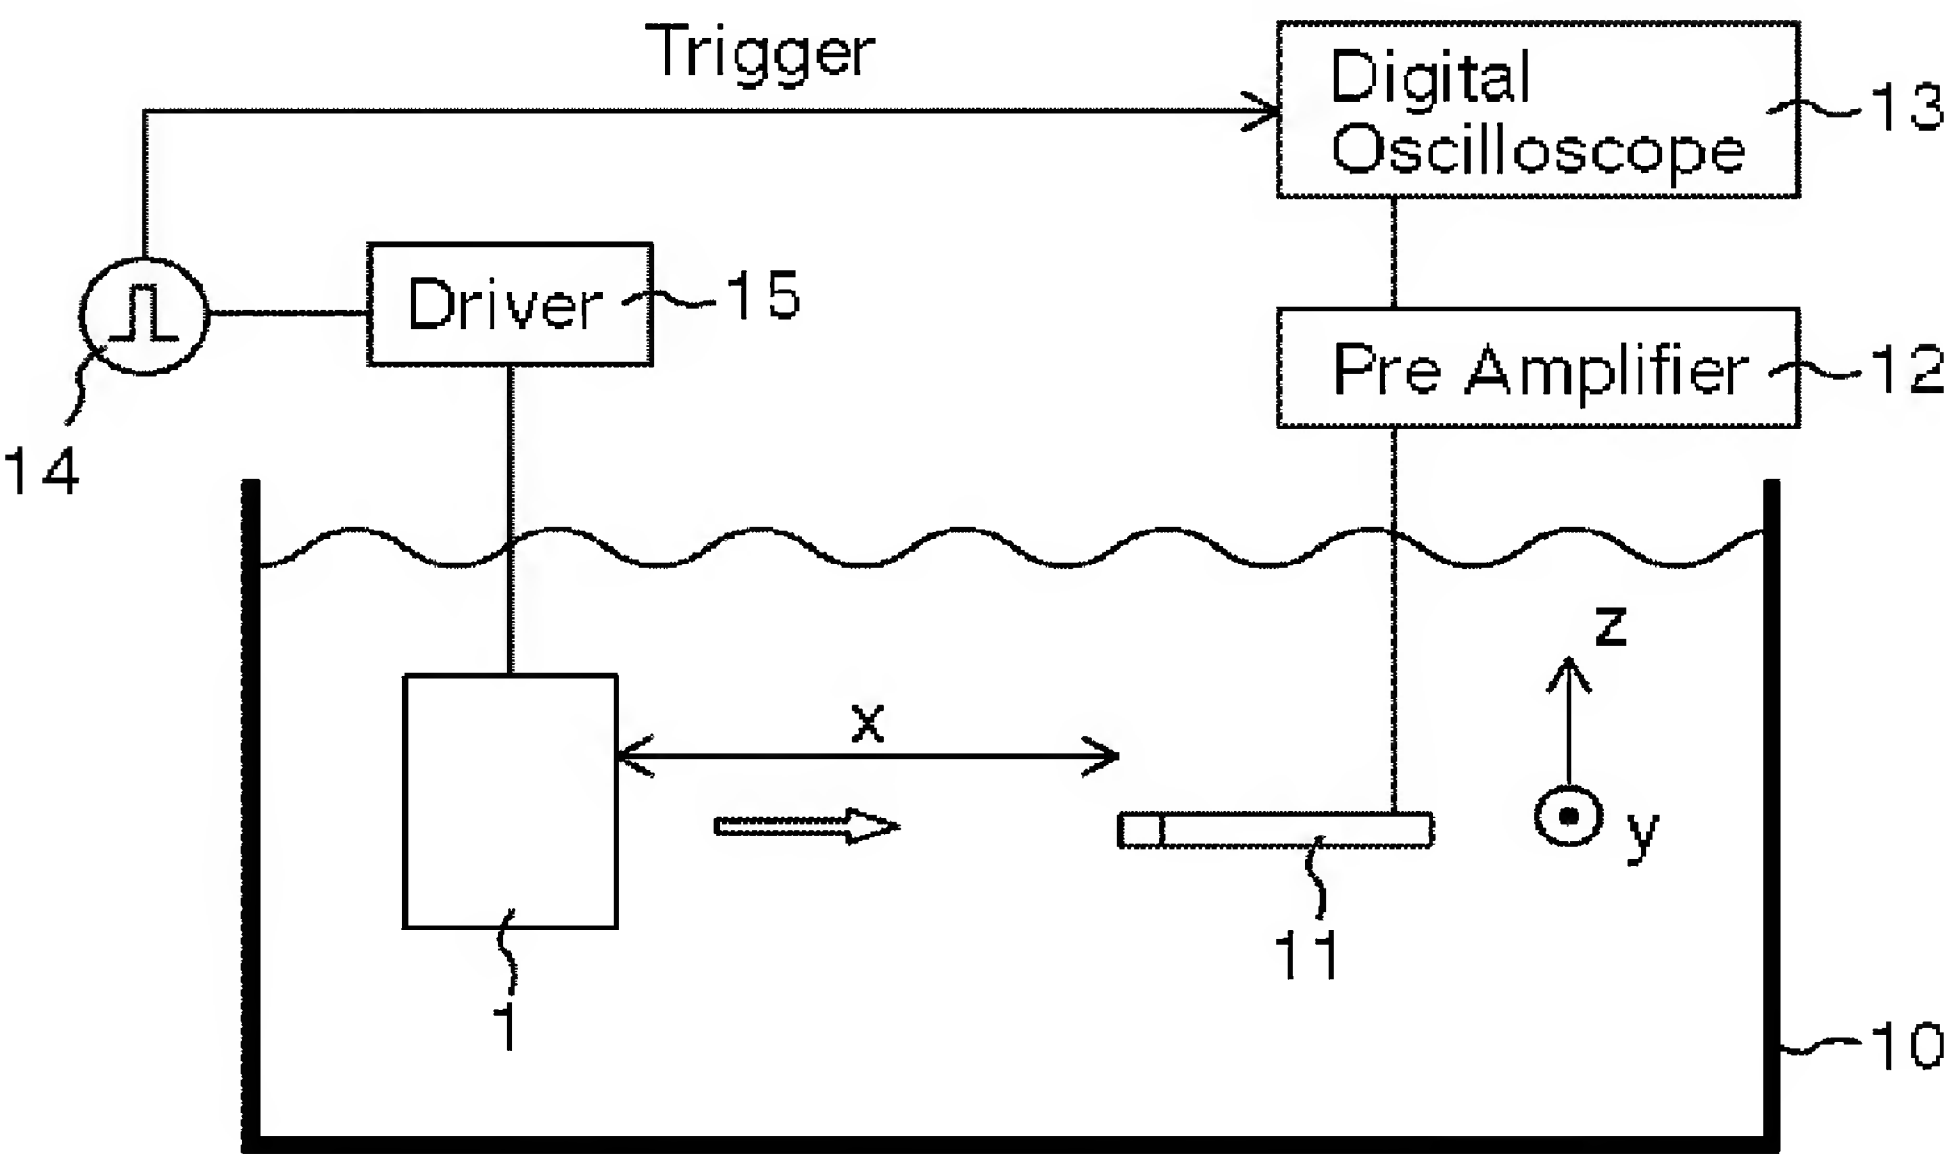 Trigger
Digital
Oscilloscope
13
Driver
15
Pre Amplifier
12
14
z
x
y
11
1
10